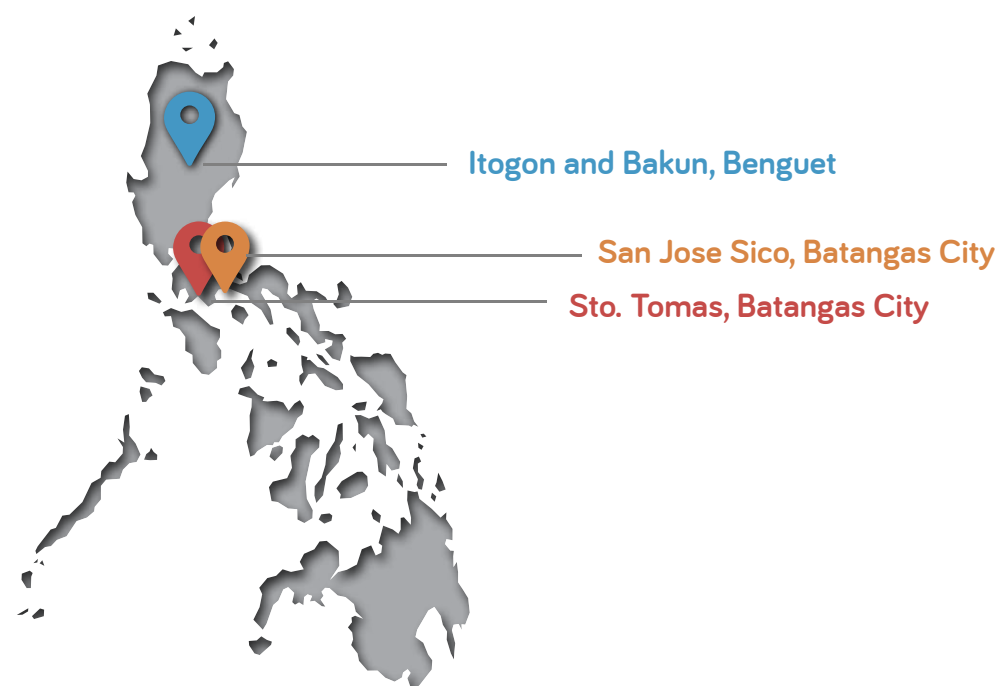 Itogon and Bakun, Benguet
San Jose Sico, Batangas City
Sto. Tomas, Batangas City